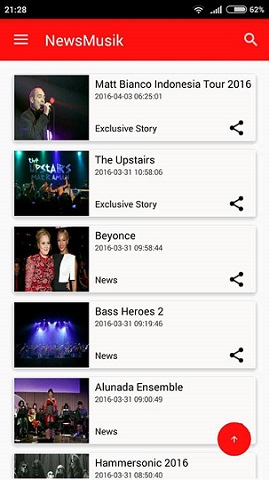 21:28
62%
NewsMusik
Matt Bianco Indonesia Tour 2016
2016-04-03 06:25:01
Exclusive Story
the
UPSTAIRS
The Upstairs
2016-03-31 10:58:06
Exclusive Story
Beyonce
2016-03-31 09:58:44
News
Bass Heroes 2
2016-03-31 09:19:46
News
Alunada Ensemble
2016-03-31 09:00:49
News
Hammersonic 2016
2016-03-31 08:50:40